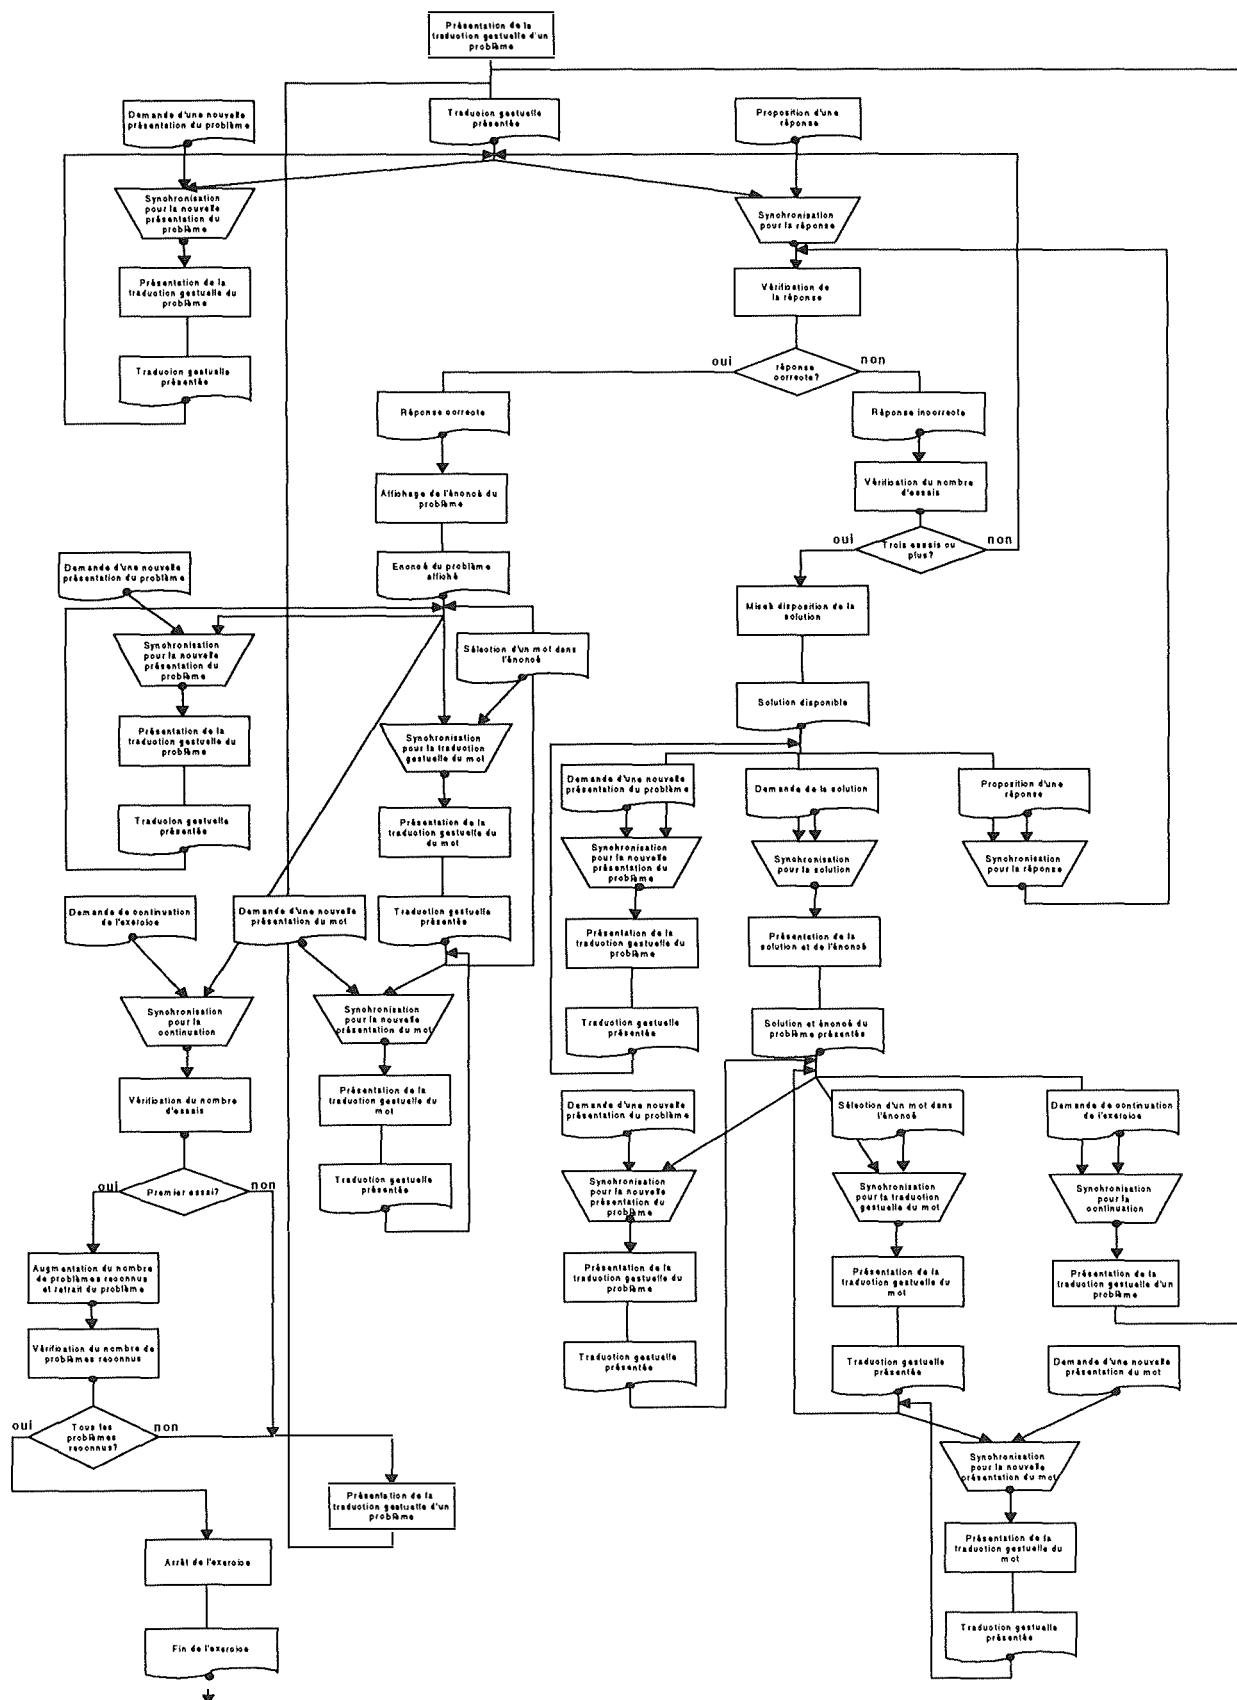 Présentation de la
traduction gestuelle d'un
problème
Demande d'une nouvelle
présentation du problème
Traducion gestuelle
présentée
Proposition d'une
réponse
Synchronisation
pour la nouvelle
présentation du
problème
Synchronisation
pour la réponse
Présentation de la
traduction gestuelle du
problème
Vérification de
la réponse
Traducion gestuelle
présentée
oui
réponse
correcte?
non
Réponse correcte
Réponse incorrecte
Affichage de l'énoncé du
problème
Vérification du nombre
d'essais
oui
Trois essais ou
plus?
non
Demande d'une nouvelle
présentation du problème
Enoncé du problème
affiché
Mise à disposition de la
solution
Synchronisation
pour la nouvelle
présentation du
problème
Sélection d'un mot dans
l'énoncé
Solution disponible
Présentation de la
traduction gestuelle du
problème
Synchronisation
pour la traduction
gestuelle du mot
Demande d'une nouvelle
présentation du problème
Demande de la solution
Proposition d'une
réponse
Traducion gestuelle
présentée
Présentation de la
traduction gestuelle du
du mot
Synchronisation
pour la nouvelle
présentation du
problème
Synchronisation
pour la solution
Synchronisation
pour la réponse
Demande de continuation
de l'exercice
Demande d'une nouvelle
présentation du mot
Traduction gestuelle
présentée
Présentation de la
traduction gestuelle du
problème
Présentation de la
solution et de l'énoncé
Synchronisation
pour la
continuation
Synchronisation
pour la nouvelle
présentation du mot
Traduction gestuelle
présentée
Solution et énoncé du
problème présentés
Vérification du nombre
d'essais
Présentation de la
traduction gestuelle du
mot
Demande d'une nouvelle
présentation du problème
Sélection d'un mot dans
l'énoncé
Demande de continuation
de l'exercice
oui
Premier essai?
non
Traduction gestuelle
présentée
Synchronisation
pour la nouvelle
présentation du
problème
Synchronisation
pour la traduction
gestuelle du mot
Synchronisation
pour la
continuation
Augmentation du nombre
de problèmes reconnus
et retrait du problème
Présentation de la
traduction gestuelle du
problème
Présentation de la
traduction gestuelle du
mot
Présentation de la
traduction gestuelle d'un
problème
Vérification du nombre de
problèmes reconnus
Traduction gestuelle
présentée
Traduction gestuelle
présentée
Demande d'une nouvelle
présentation du mot
oui
Tous les
problèmes
reconnus?
non
Synchronisation
pour la nouvelle
présentation du mot
Présentation de la
traduction gestuelle d'un
problème
Arrêt de l'exercice
Présentation de la
traduction gestuelle du
mot
Fin de l'exercice
Traduction gestuelle
présentée